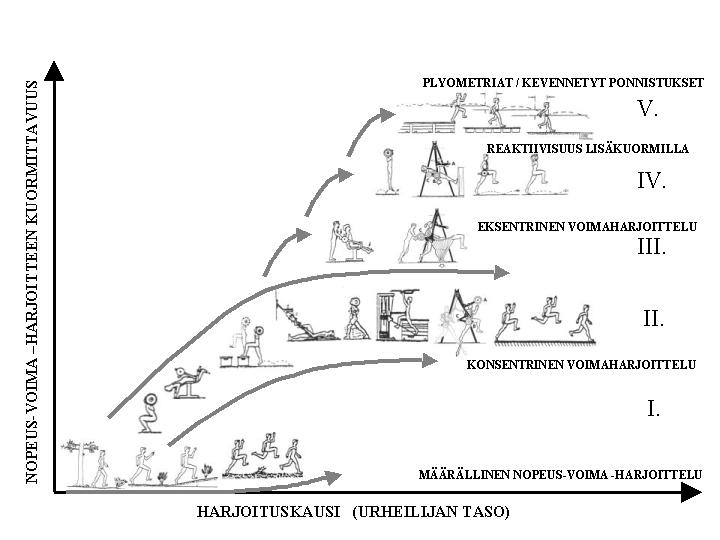 NOPEUS-VOIMA –HARJOITTEEN KUORMITTAVUUS
PLYOMETRIAT / KEVENNETYT PONNISTUKSET
V.
REAKTIIVISUUS LISÄKUORMILLA
IV.
EKSENTRINEN VOIMAHARJOITTELU
III.
II.
KONSENTRINEN VOIMAHARJOITTELU
I.
MÄÄRÄLLINEN NOPEUS-VOIMA -HARJOITTELU
HARJOITUSKAUSI (URHEILIJAN TASO)